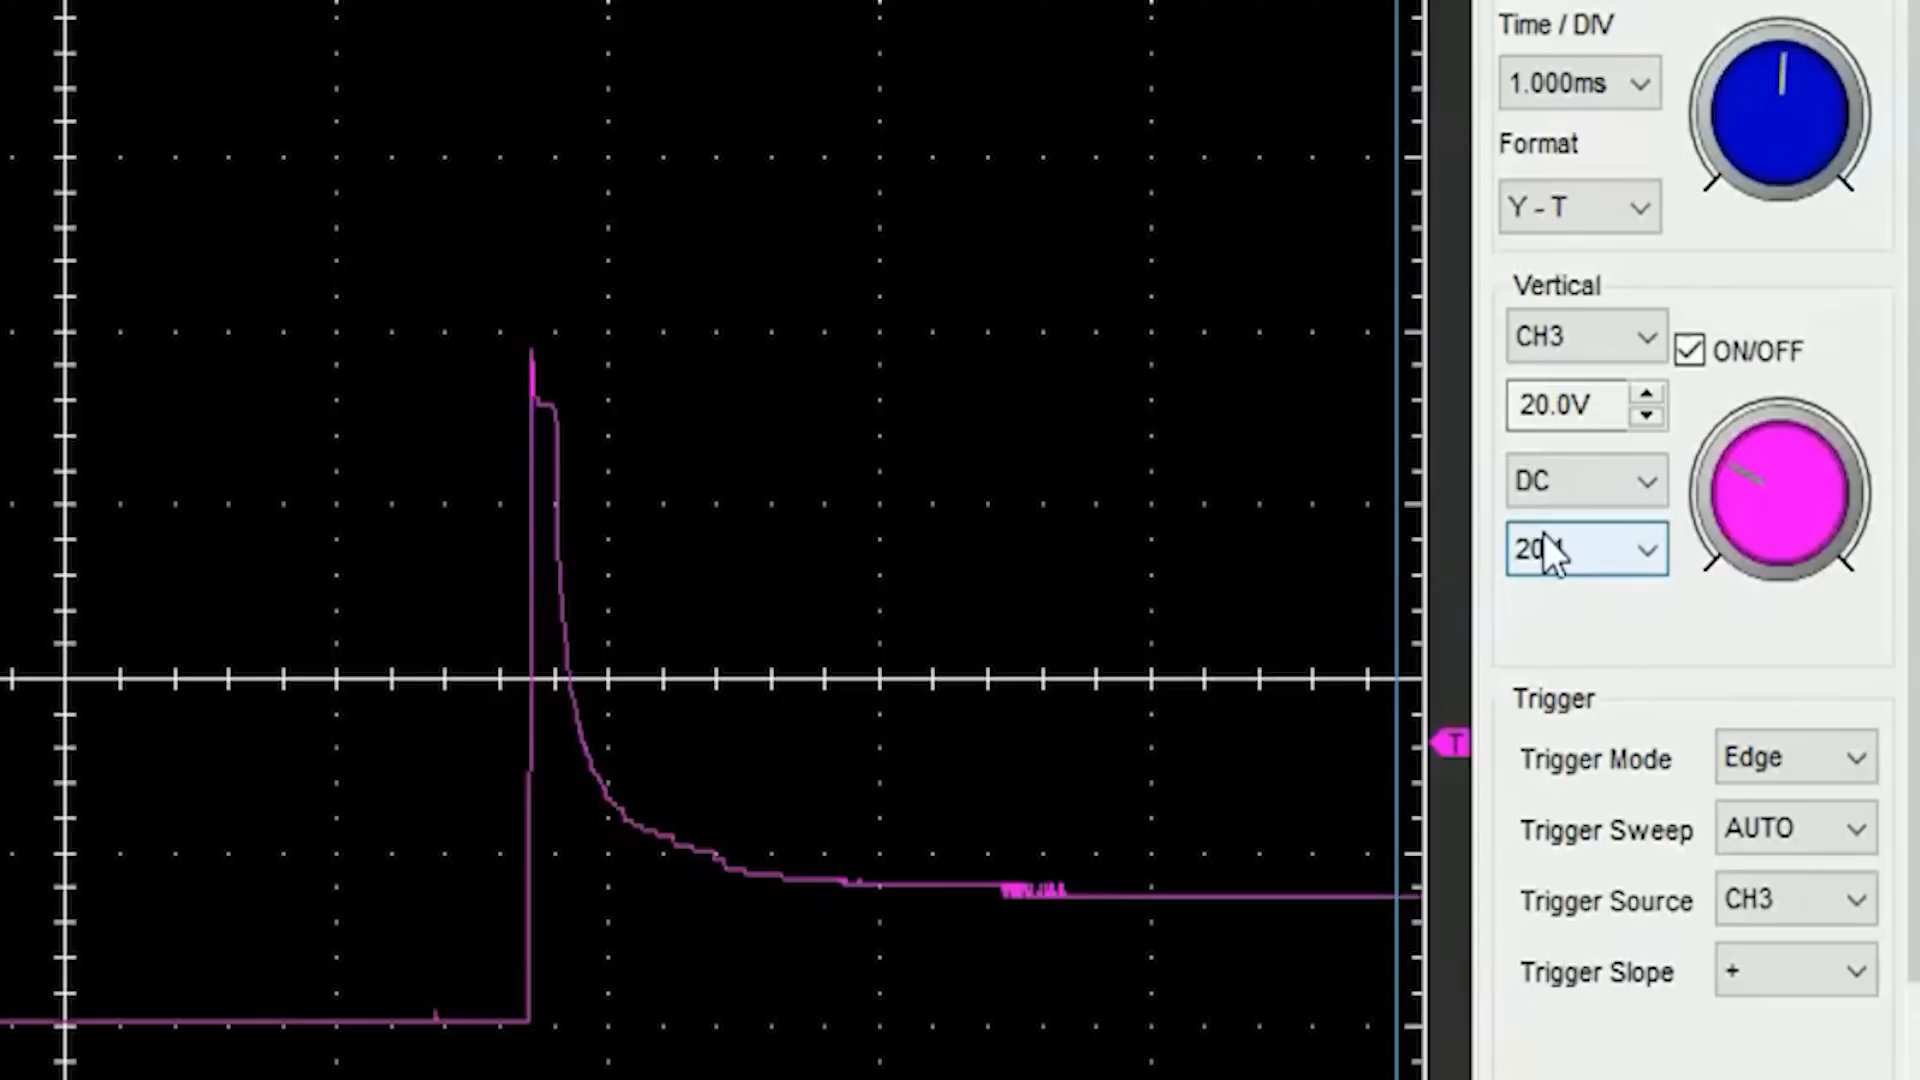 Time / DIV
1.000ms
Format
Y - T
Vertical
CH3
ON/OFF
20.0V
DC
T
Trigger
Trigger Mode
Edge
Trigger Sweep
AUTO
Trigger Source
CH3
Trigger Slope
+